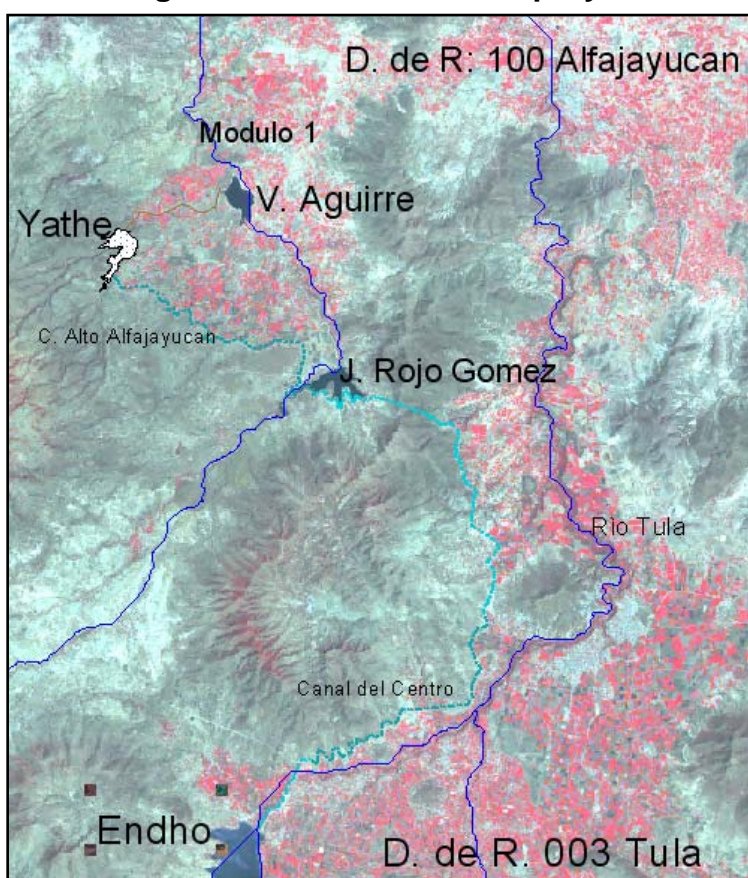 D. de R: 100 Alfajayucan
Modulo 1
V. Aguirre
Yathe
C. Alto Alfajayucan
J. Rojo Gomez
Rio Tula
Canal del Centro
Endho
D. de R. 003 Tula